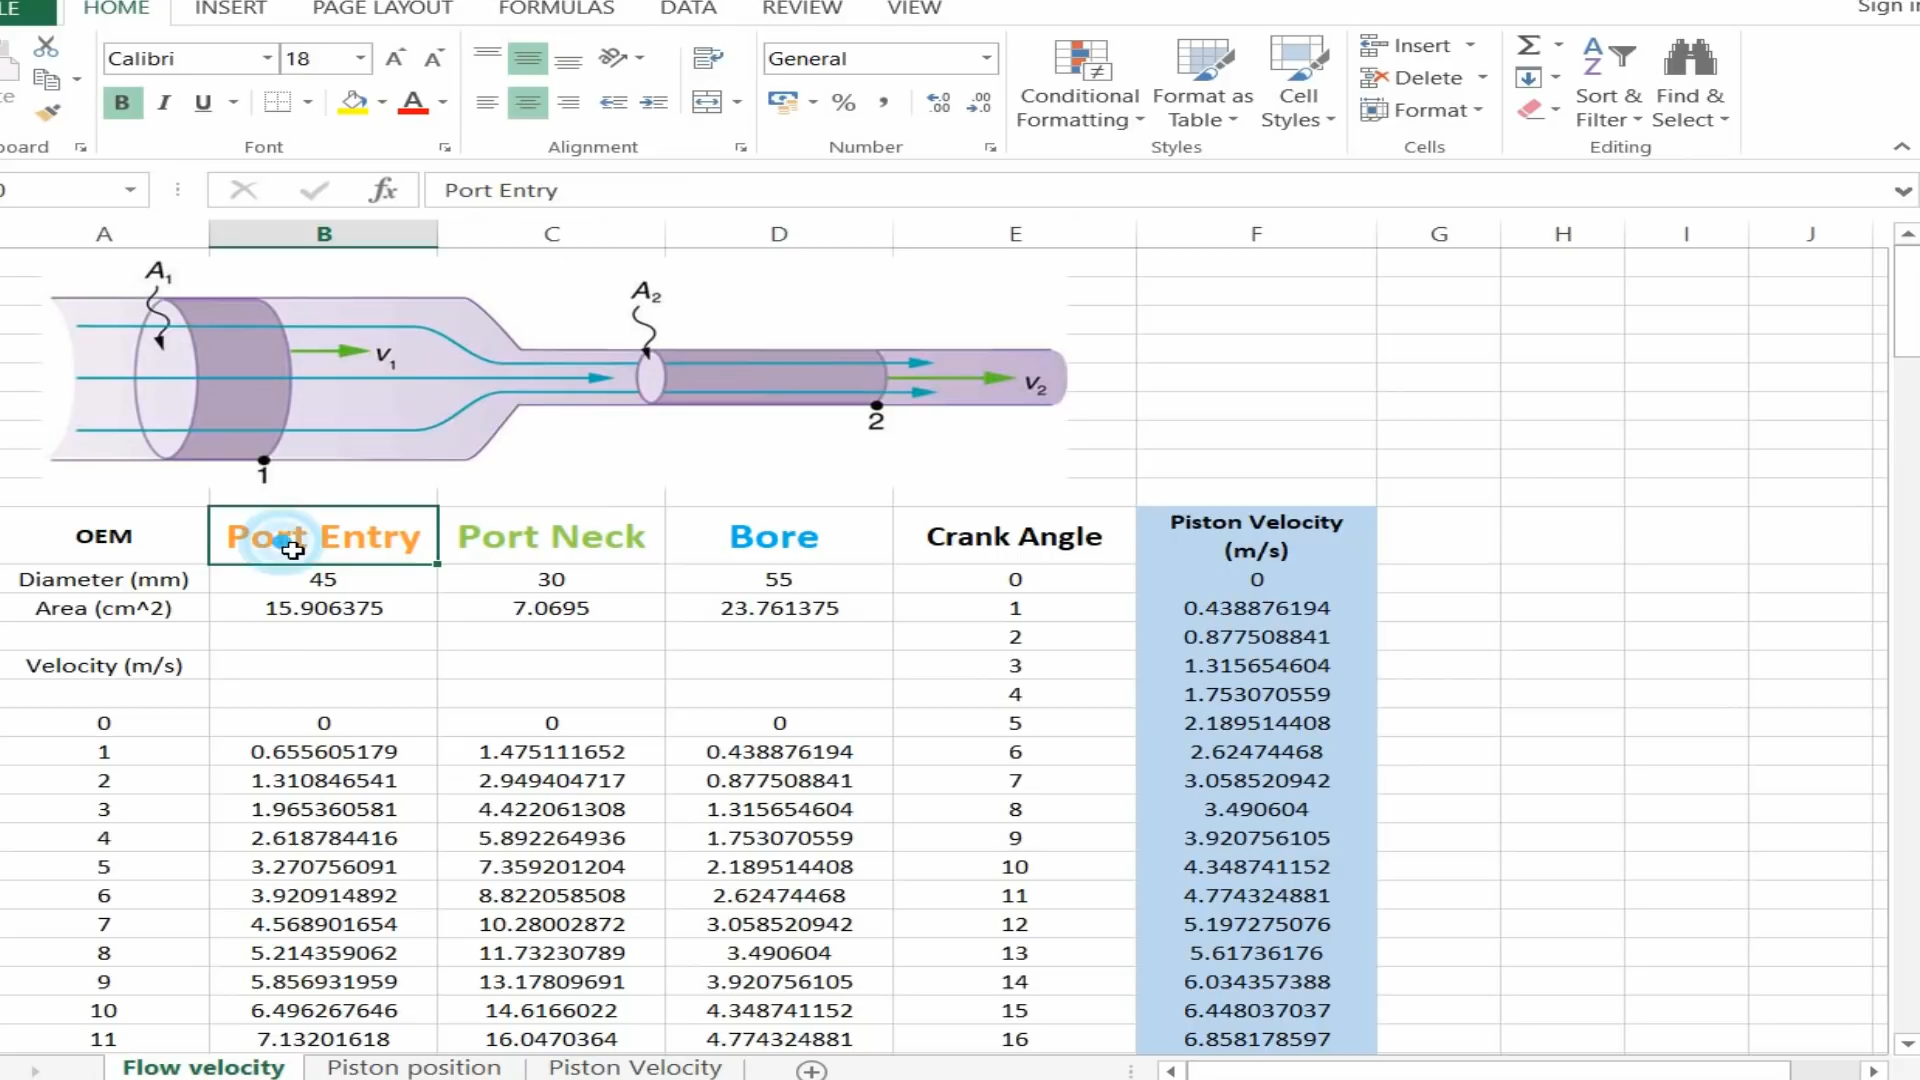 LE HOME INSERT PAGE LAYOUT FORMULAS DATA REVIEW VIEW Sign in
Calibri 18 General Insert
Conditional Formatting Format as Table Cell Styles Delete Sort & Filter Find & Select
B I U A % Format
oard Font Alignment Number Styles Cells Editing
0 fx Port Entry
A B C D E F G H I J
A1 A2
v1
v2
2
1
OEM Port Entry Port Neck Bore Crank Angle Piston Velocity (m/s)
Diameter (mm) 45 30 55 0 0
Area (cm^2) 15.906375 7.0695 23.761375 1 0.438876194
2 0.877508841
Velocity (m/s) 3 1.315654604
4 1.753070559
0 0 0 0 5 2.189514408
1 0.655605179 1.475111652 0.438876194 6 2.62474468
2 1.310846541 2.949404717 0.877508841 7 3.058520942
3 1.965360581 4.422061308 1.315654604 8 3.490604
4 2.618784416 5.892264936 1.753070559 9 3.920756105
5 3.270756091 7.359201204 2.189514408 10 4.348741152
6 3.920914892 8.822058508 2.62474468 11 4.774324881
7 4.568901654 10.28002872 3.058520942 12 5.197275076
8 5.214359062 11.73230789 3.490604 13 5.61736176
9 5.856931959 13.17809691 3.920756105 14 6.034357388
10 6.496267646 14.6166022 4.348741152 15 6.448037037
11 7.13201618 16.0470364 4.774324881 16 6.858178597
Flow velocity Piston position Piston Velocity